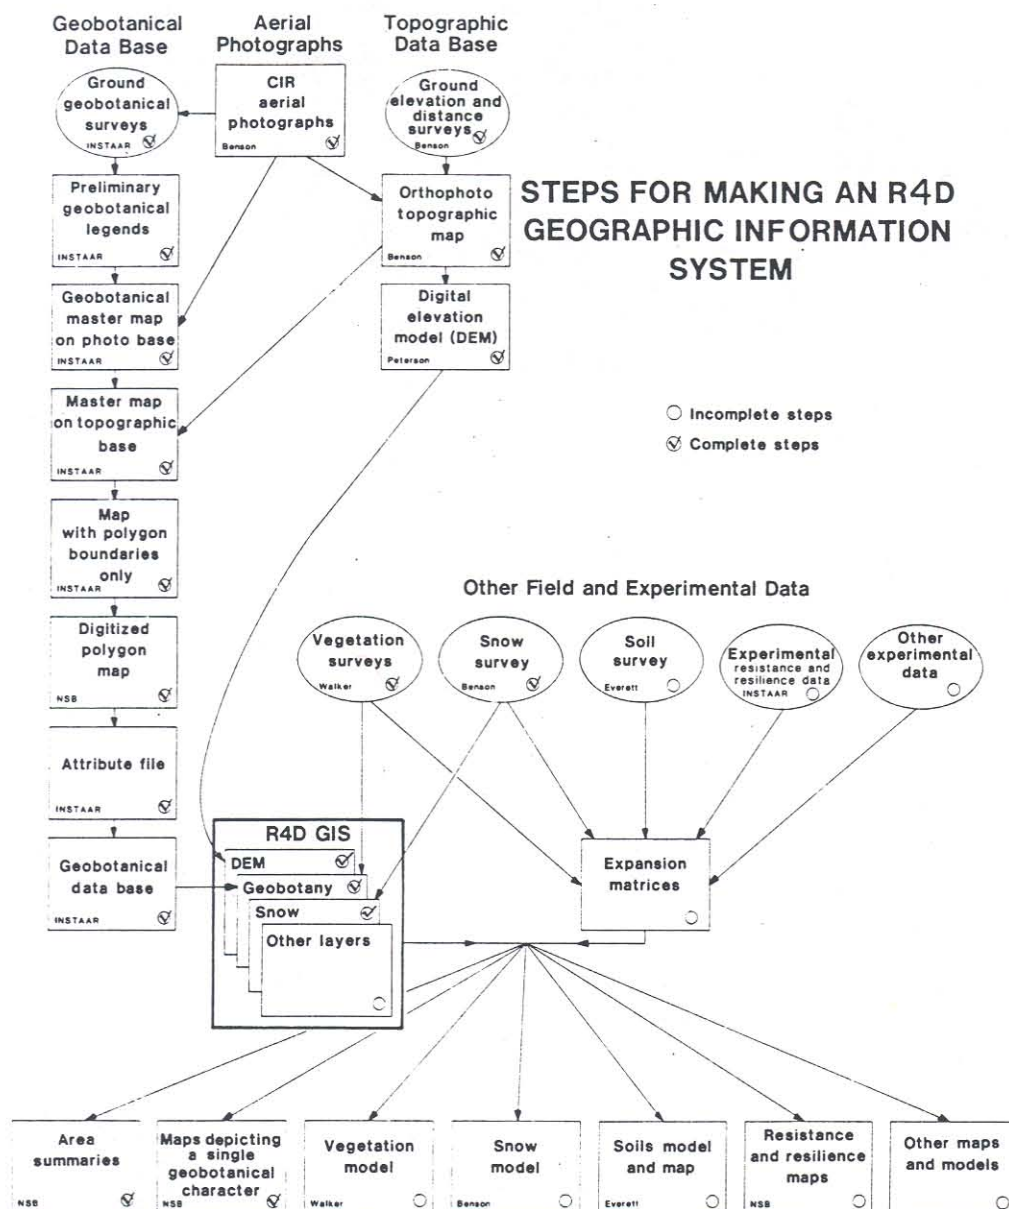 Geobotanical
Data Base
Aerial
Photographs
Topographic
Data Base
Ground
geobotanical
surveys
INSTAAR
CIR
aerial
photographs
Benson
Ground
elevation and
distance
surveys
Benson
Preliminary
geobotanical
legends
INSTAAR
Orthophoto
topographic
map
Benson
STEPS FOR MAKING AN R4D
GEOGRAPHIC INFORMATION
SYSTEM
Geobotanical
master map
on photo base
INSTAAR
Digital
elevation
model (DEM)
Peterson
Master map
on topographic
base
INSTAAR
Incomplete steps
Complete steps
Map
with polygon
boundaries
only
INSTAAR
Digitized
polygon
map
NSB
Attribute file
INSTAAR
Geobotanical
data base
INSTAAR
Other Field and Experimental Data
Vegetation
surveys
Walker
Snow
survey
Benson
Soil
survey
Everett
Experimental
resistance and
resilience data
INSTAAR
Other
experimental
data
R4D GIS
DEM
Geobotany
Snow
Other layers
Expansion
matrices
Area
summaries
NSB
Maps depicting
a single
geobotanical
character
NSB
Vegetation
model
Walker
Snow
model
Benson
Soils model
and map
Everett
Resistance
and resilience
maps
NSB
Other maps
and models